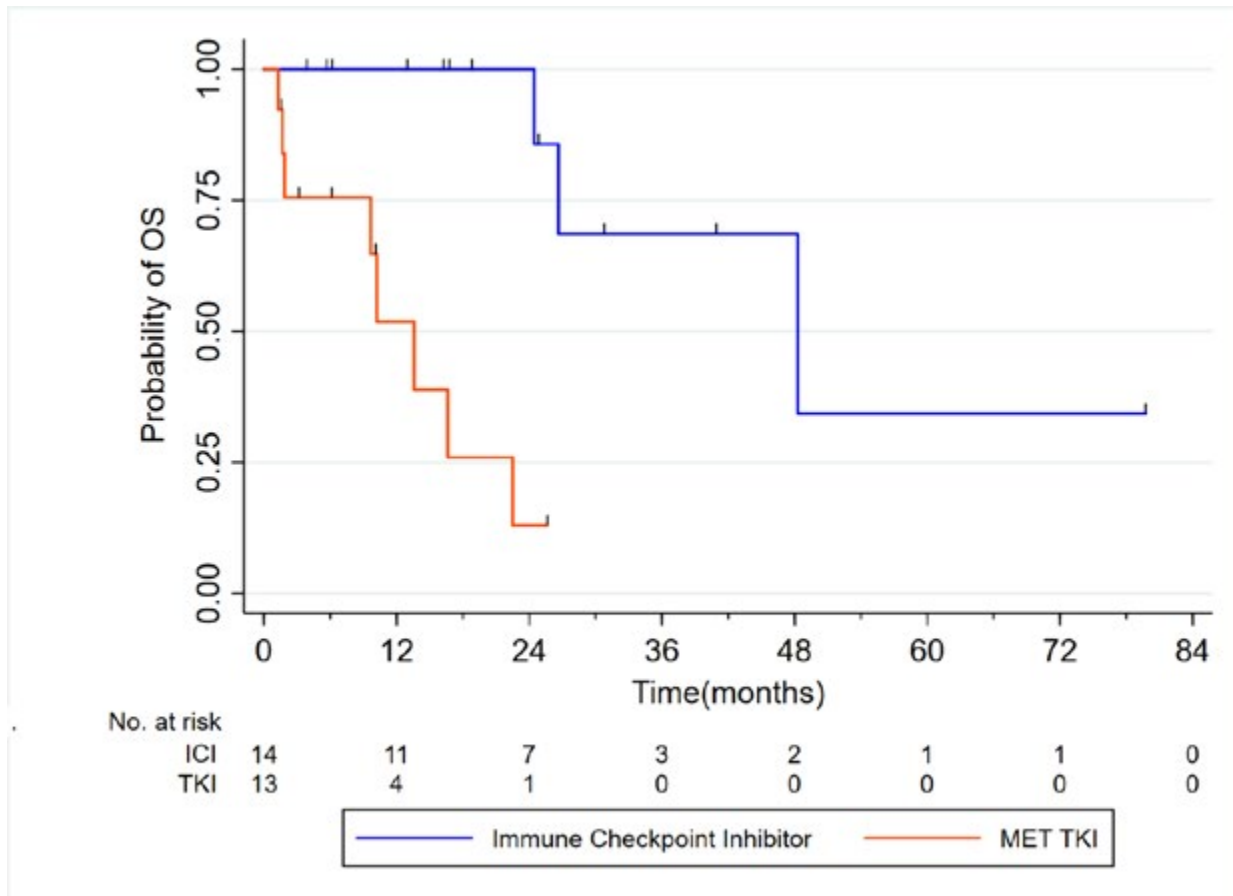 1.00
0.75
0.50
0.25
0.00
Probability of OS
0 12 24 36 48 60 72 84
Time(months)
. No. at risk
ICI 14 11 7 3 2 1 1 0
TKI 13 4 1 0 0 0 0 0
Immune Checkpoint Inhibitor MET TKI